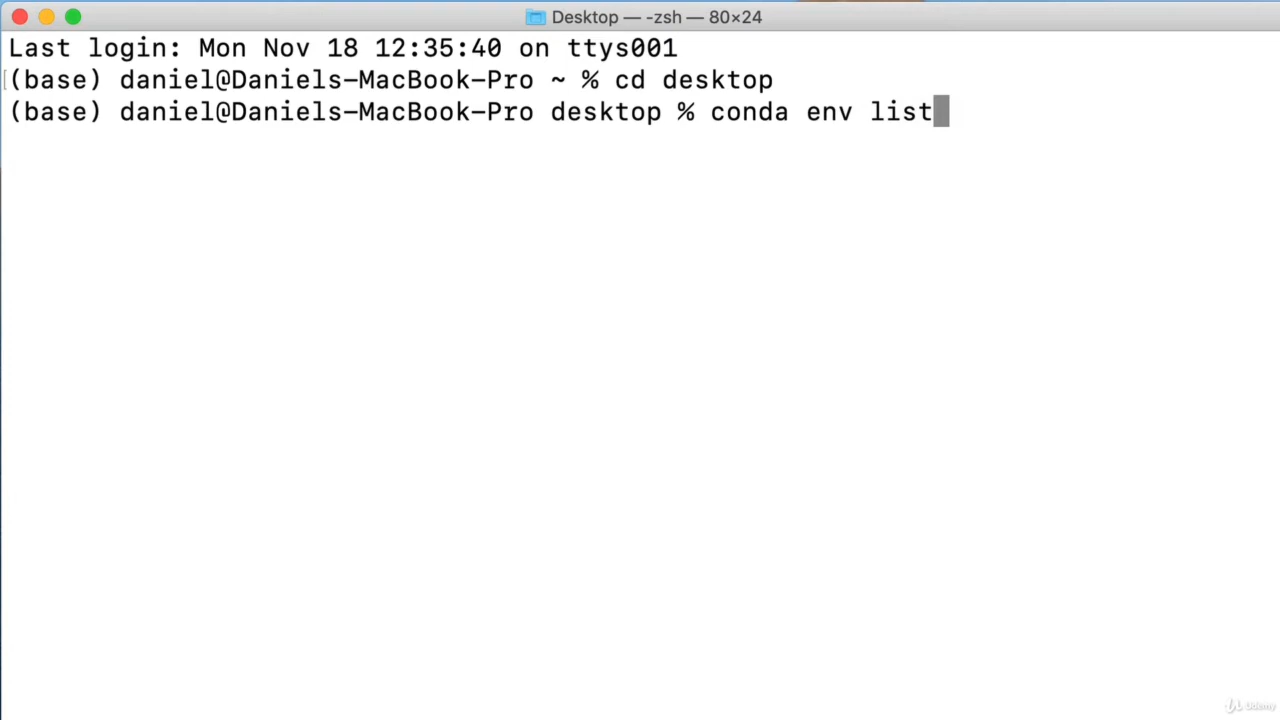 Desktop — -zsh — 80×24
Last login: Mon Nov 18 12:35:40 on ttys001
(base) daniel@Daniels-MacBook-Pro ~ % cd desktop
(base) daniel@Daniels-MacBook-Pro desktop % conda env list
Udemy